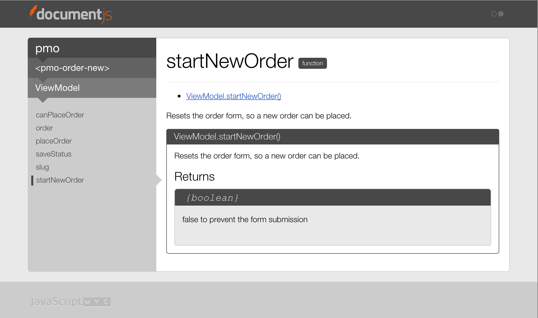 documentjs
pmo
<pmo-order-new>
ViewModel
canPlaceOrder
order
placeOrder
saveStatus
slug
startNewOrder
startNewOrder function
ViewModel.startNewOrder()
Resets the order form, so a new order can be placed.
ViewModel.startNewOrder()
Resets the order form, so a new order can be placed.
Returns
{boolean}
false to prevent the form submission
JavaScriptMVC